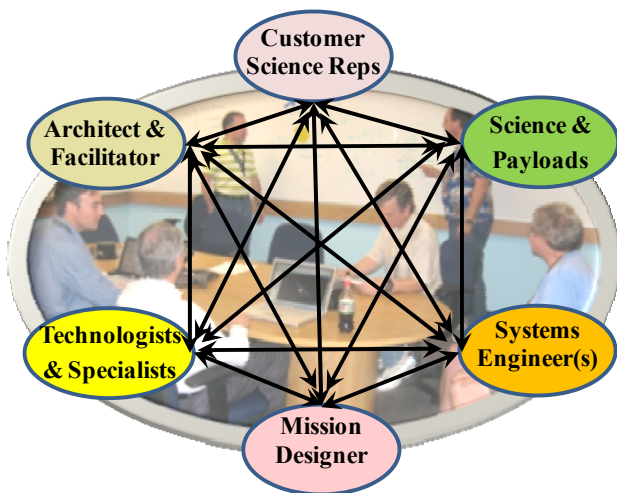 Customer
Science Reps
Architect &
Facilitator
Science &
Payloads
Technologists
& Specialists
Systems
Engineer(s)
Mission
Designer